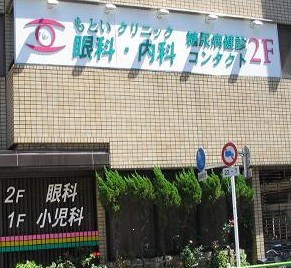 もとい クリニック
眼科・内科
糖尿病健診
コンタクト
2F
2F 眼科
1F 小児科